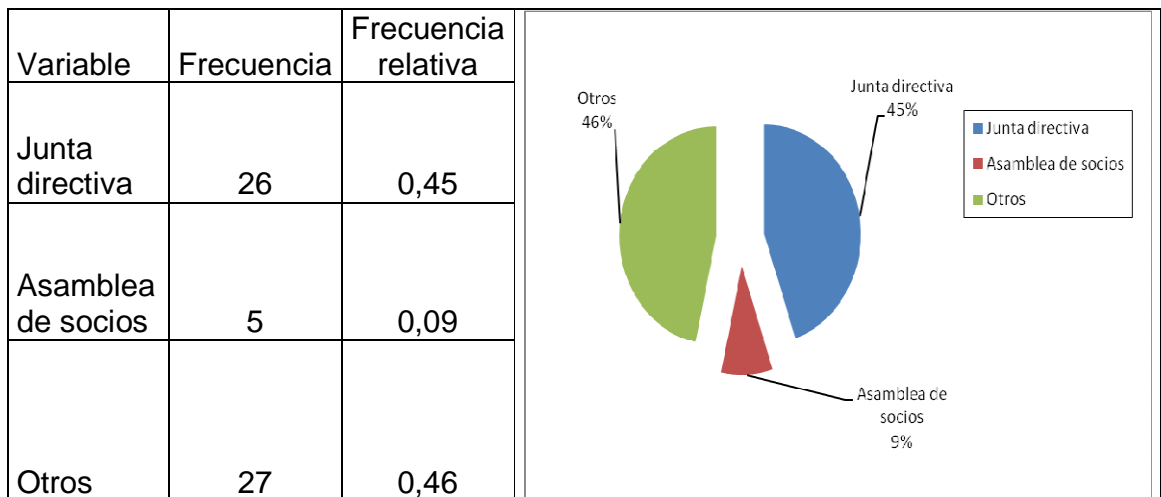 Variable Frecuencia Frecuencia
relativa
Junta
directiva 26 0,45
Asamblea
de socios 5 0,09
Otros 27 0,46
Otros
46%
Junta directiva
45%
Asamblea de
socios
9%
Junta directiva
Asamblea de socios
Otros